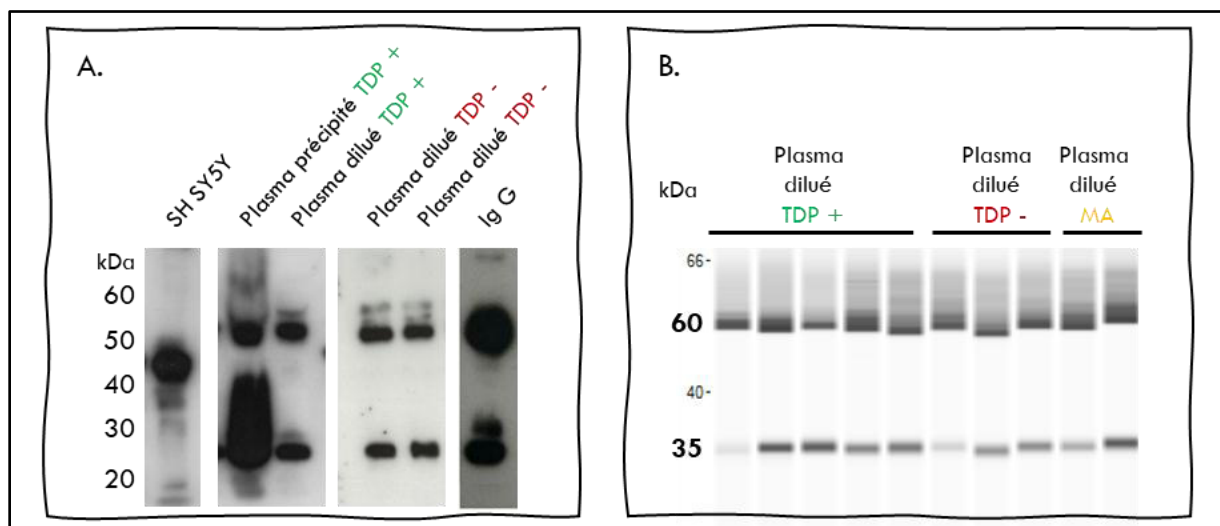 A.
SH SY5Y
Plasma précipité TDP +
Plasma dilué TDP +
Plasma dilué TDP -
Plasma dilué TDP -
Ig G
kDa
60
50
40
30
20
B.
kDa
Plasma
dilué
TDP +
Plasma
dilué
TDP -
Plasma
dilué
MA
66-
60
40-
35